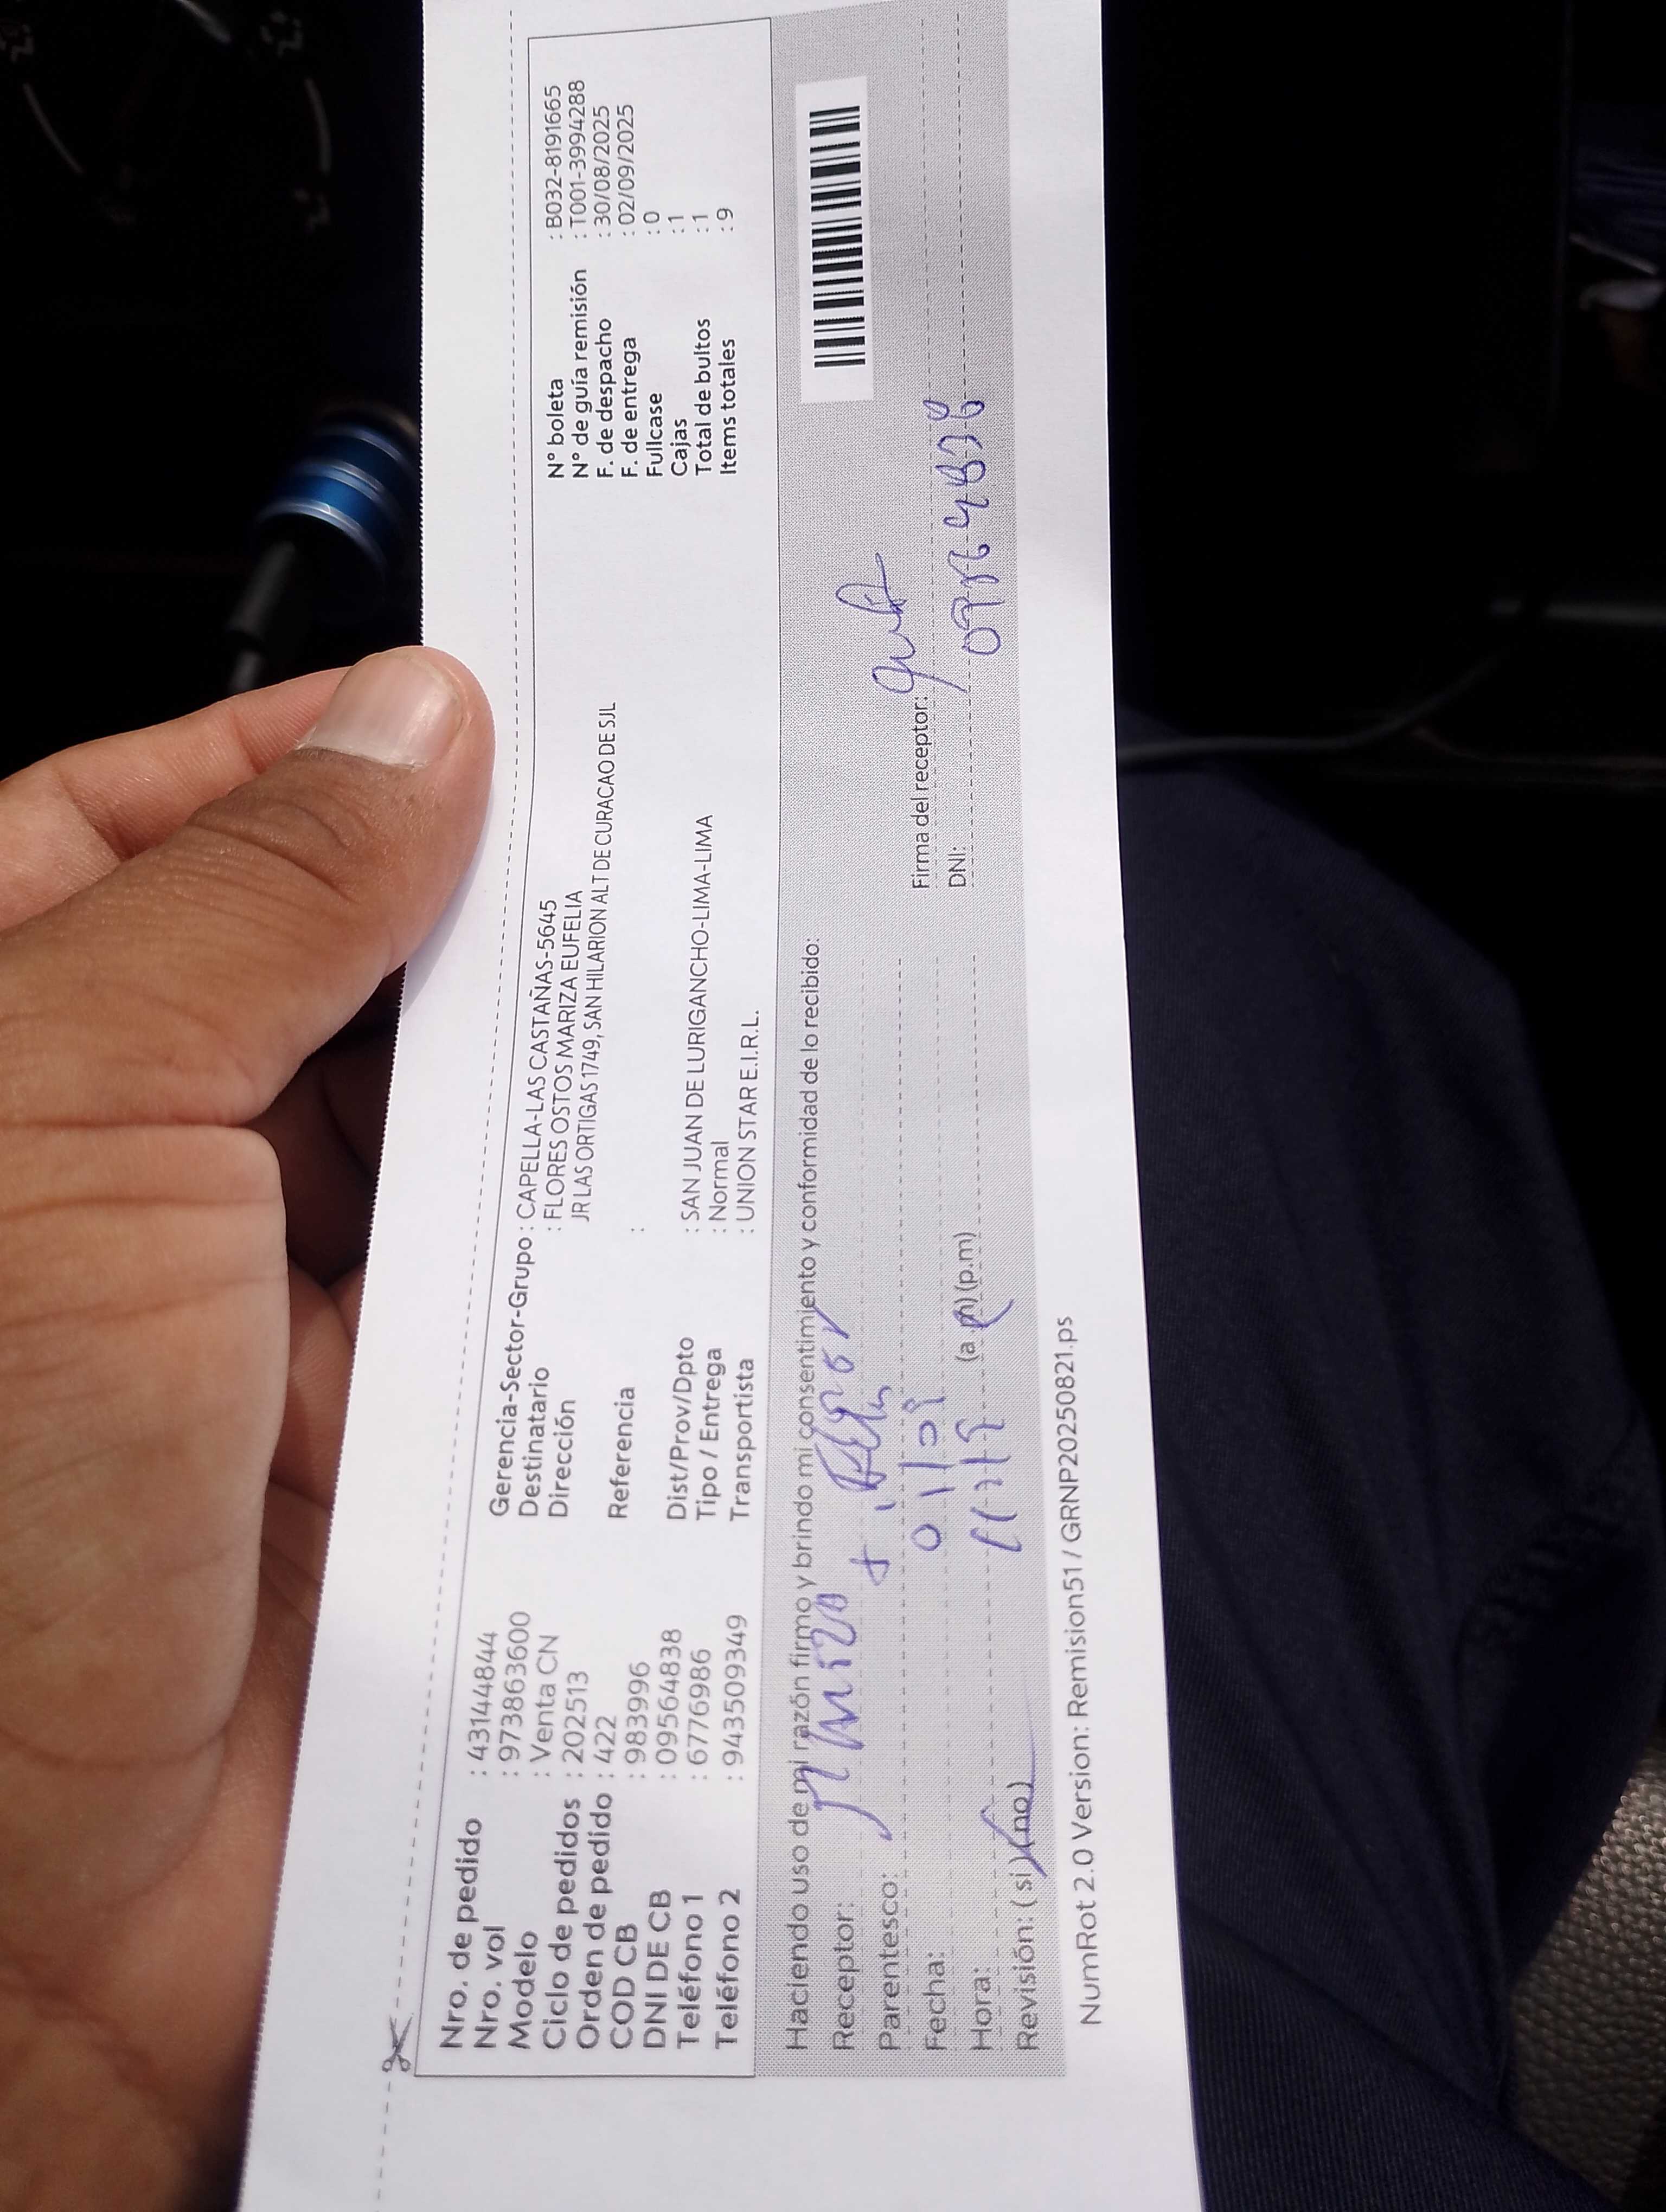 Nro. de pedido : 43144844
Nro. vol : 973863600
Modelo : Venta CN
Ciclo de pedidos : 202513
Orden de pedido : 422
COD CB : 983996
DNI DE CB : 09564838
Teléfono 1 : 6776986
Teléfono 2 : 943509349
Gerencia-Sector-Grupo : CAPELLA-LAS CASTAÑAS-5645
Destinatario : FLORES OSTOS MARIZA EUFELIA
Dirección JR LAS ORTIGAS 1749, SAN HILARION ALT DE CURACAO DE SJL
Referencia :
Dist/Prov/Dpto : SAN JUAN DE LURIGANCHO-LIMA-LIMA
Tipo / Entrega : Normal
Transportista : UNION STAR E.I.R.L.
N° boleta : B032-8191665
N° de guía remisión : T001-3994288
F. de despacho : 30/08/2025
F. de entrega : 02/09/2025
Fullcase : 0
Cajas : 1
Total de bultos : 1
Items totales : 9
Haciendo uso de mi razón firmo y brindo mi consentimiento y conformidad de lo recibido:
Receptor:
Parentesco:
Fecha:
Hora: (a.m) (p.m)
Revisión: ( si ) (no)
Firma del receptor:
DNI:
NumRot 2.0 Version: Remision51 / GRNP20250821.ps